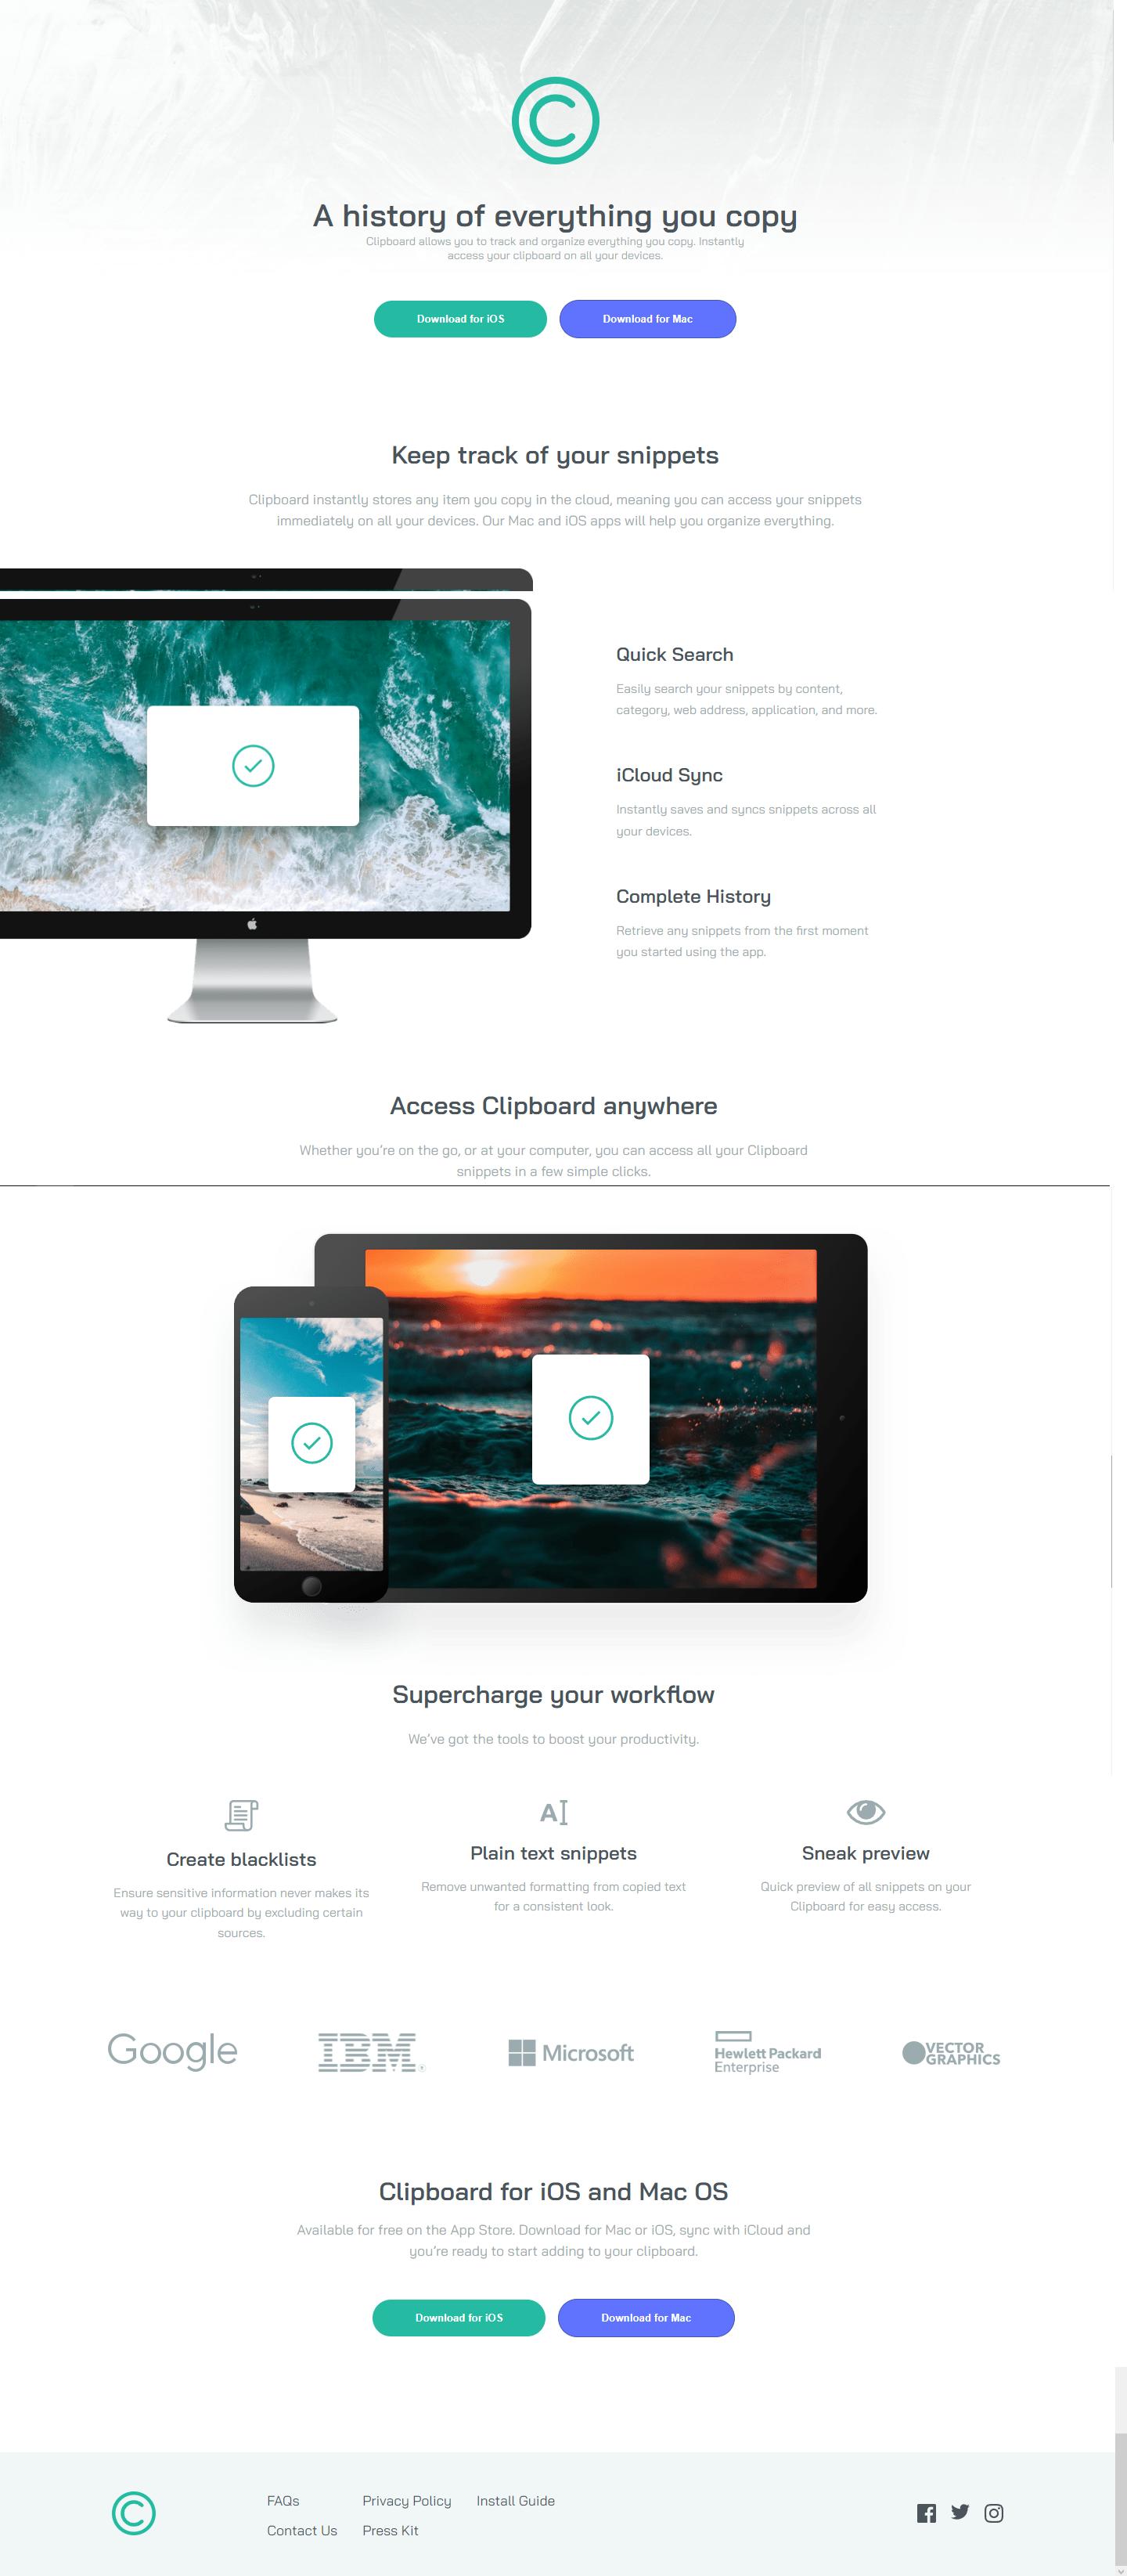 A history of everything you copy
Clipboard allows you to track and organize everything you copy. Instantly
access your clipboard on all your devices.
Download for iOS
Download for Mac
Keep track of your snippets
Clipboard instantly stores any item you copy in the cloud, meaning you can access your snippets
immediately on all your devices. Our Mac and iOS apps will help you organize everything.
Quick Search
Easily search your snippets by content,
category, web address, application, and more.
iCloud Sync
Instantly saves and syncs snippets across all
your devices.
Complete History
Retrieve any snippets from the first moment
you started using the app.
Access Clipboard anywhere
Whether you're on the go, or at your computer, you can access all your Clipboard
snippets in a few simple clicks.
Supercharge your workflow
We've got the tools to boost your productivity.
Create blacklists
Ensure sensitive information never makes its
way to your clipboard by excluding certain
sources.
Plain text snippets
Remove unwanted formatting from copied text
for a consistent look.
Sneak preview
Quick preview of all snippets on your
Clipboard for easy access.
Google
IBM
Microsoft
Hewlett Packard
Enterprise
VECTOR
GRAPHICS
Clipboard for iOS and Mac OS
Available for free on the App Store. Download for Mac or iOS, sync with iCloud and
you're ready to start adding to your clipboard.
Download for iOS
Download for Mac
FAQs
Contact Us
Privacy Policy
Press Kit
Install Guide